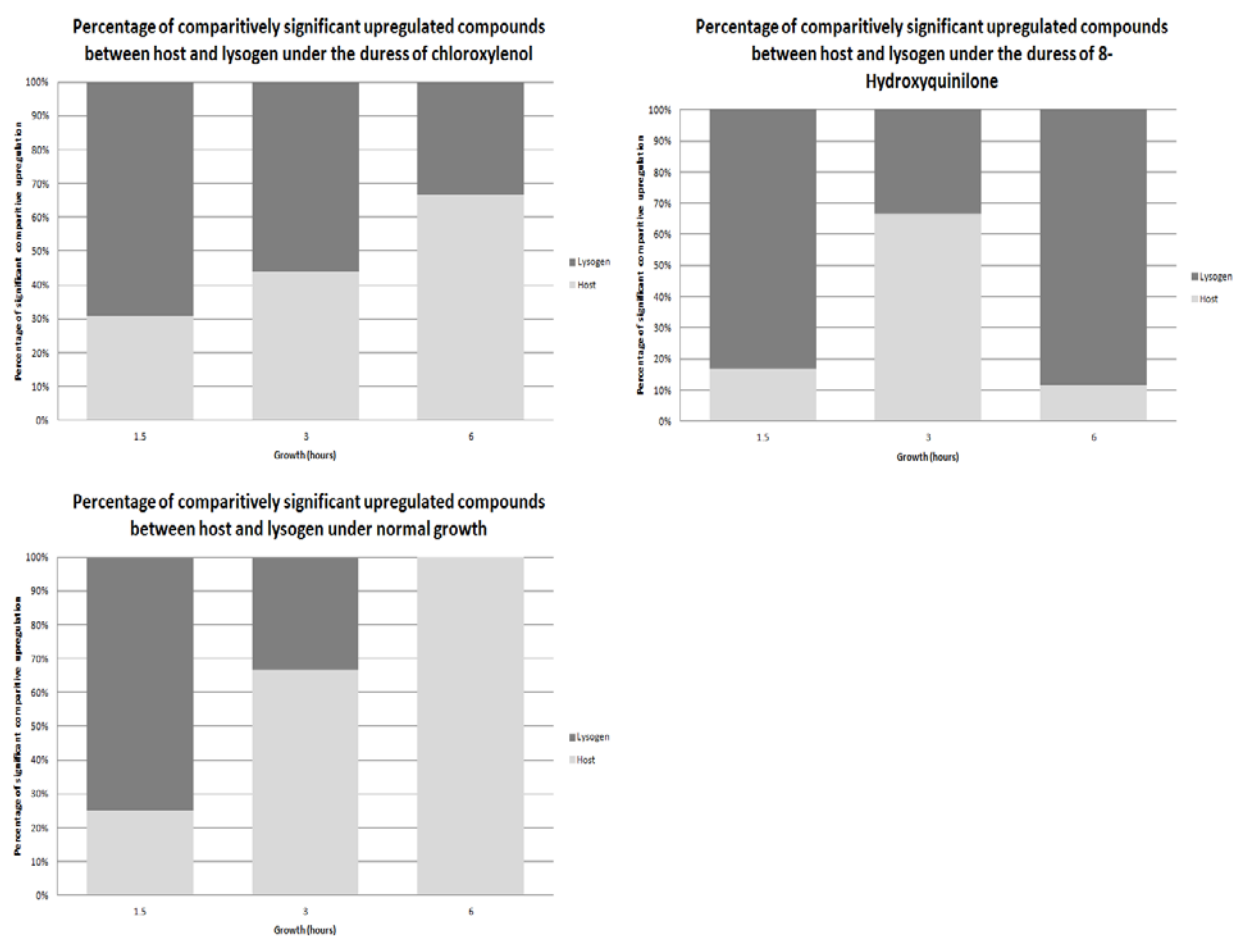 Percentage of comparitively significant upregulated compounds
between host and lysogen under the duress of chloroxylenol
Percentage of significant comparitive upregulation
100%
90%
80%
70%
60%
50%
40%
30%
20%
10%
0%
1.5
3
6
Growth (hours)
Lysogen
Host
Percentage of comparitively significant upregulated compounds
between host and lysogen under the duress of 8-
Hydroxyquinilone
Percentage of significant comparitive upregulation
100%
90%
80%
70%
60%
50%
40%
30%
20%
10%
0%
1.5
3
6
Growth (hours)
Lysogen
Host
Percentage of comparitively significant upregulated compounds
between host and lysogen under normal growth
Percentage of significant comparitive upregulation
100%
90%
80%
70%
60%
50%
40%
30%
20%
10%
0%
1.5
3
6
Growth (hours)
Lysogen
Host